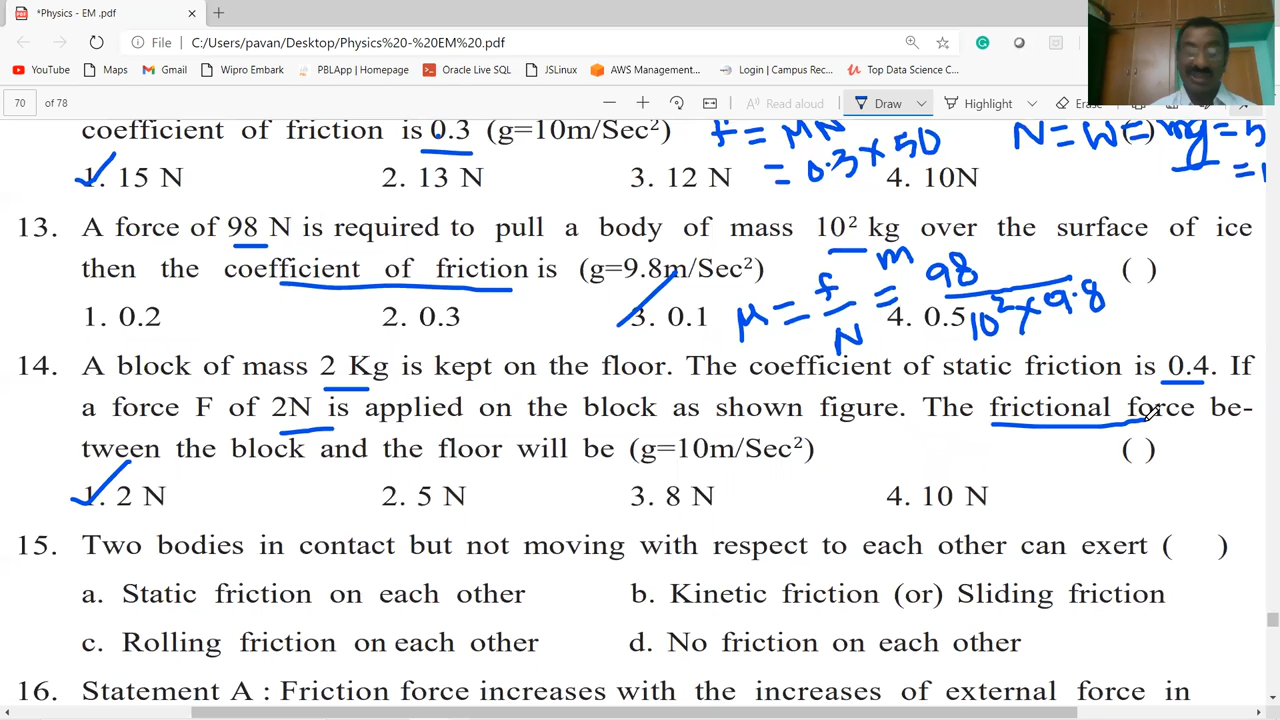 *Physics - EM .pdf
File C:/Users/pavan/Desktop/Physics%20-%20EM%20.pdf
YouTube Maps Gmail Wipro Embark PBLApp | Homepage Oracle Live SQL JSLinux AWS Management... Login | Campus Rec... Top Data Science C...
70 of 78 Read aloud Draw Highlight Erase
coefficient of friction is 0.3 (g=10m/Sec²) ( )
f = μN
= 0.3 × 50
N = W = mg = 5
= 1
1. 15 N 2. 13 N 3. 12 N 4. 10N
13. A force of 98 N is required to pull a body of mass 10² kg over the surface of ice
then the coefficient of friction is (g=9.8m/Sec²) ( )
m
μ = f/N = 98/10² × 9.8
1. 0.2 2. 0.3 3. 0.1 4. 0.5
14. A block of mass 2 Kg is kept on the floor. The coefficient of static friction is 0.4. If
a force F of 2N is applied on the block as shown figure. The frictional force be-
tween the block and the floor will be (g=10m/Sec²) ( )
1. 2 N 2. 5 N 3. 8 N 4. 10 N
15. Two bodies in contact but not moving with respect to each other can exert ( )
a. Static friction on each other b. Kinetic friction (or) Sliding friction
c. Rolling friction on each other d. No friction on each other
16. Statement A : Friction force increases with the increases of external force in